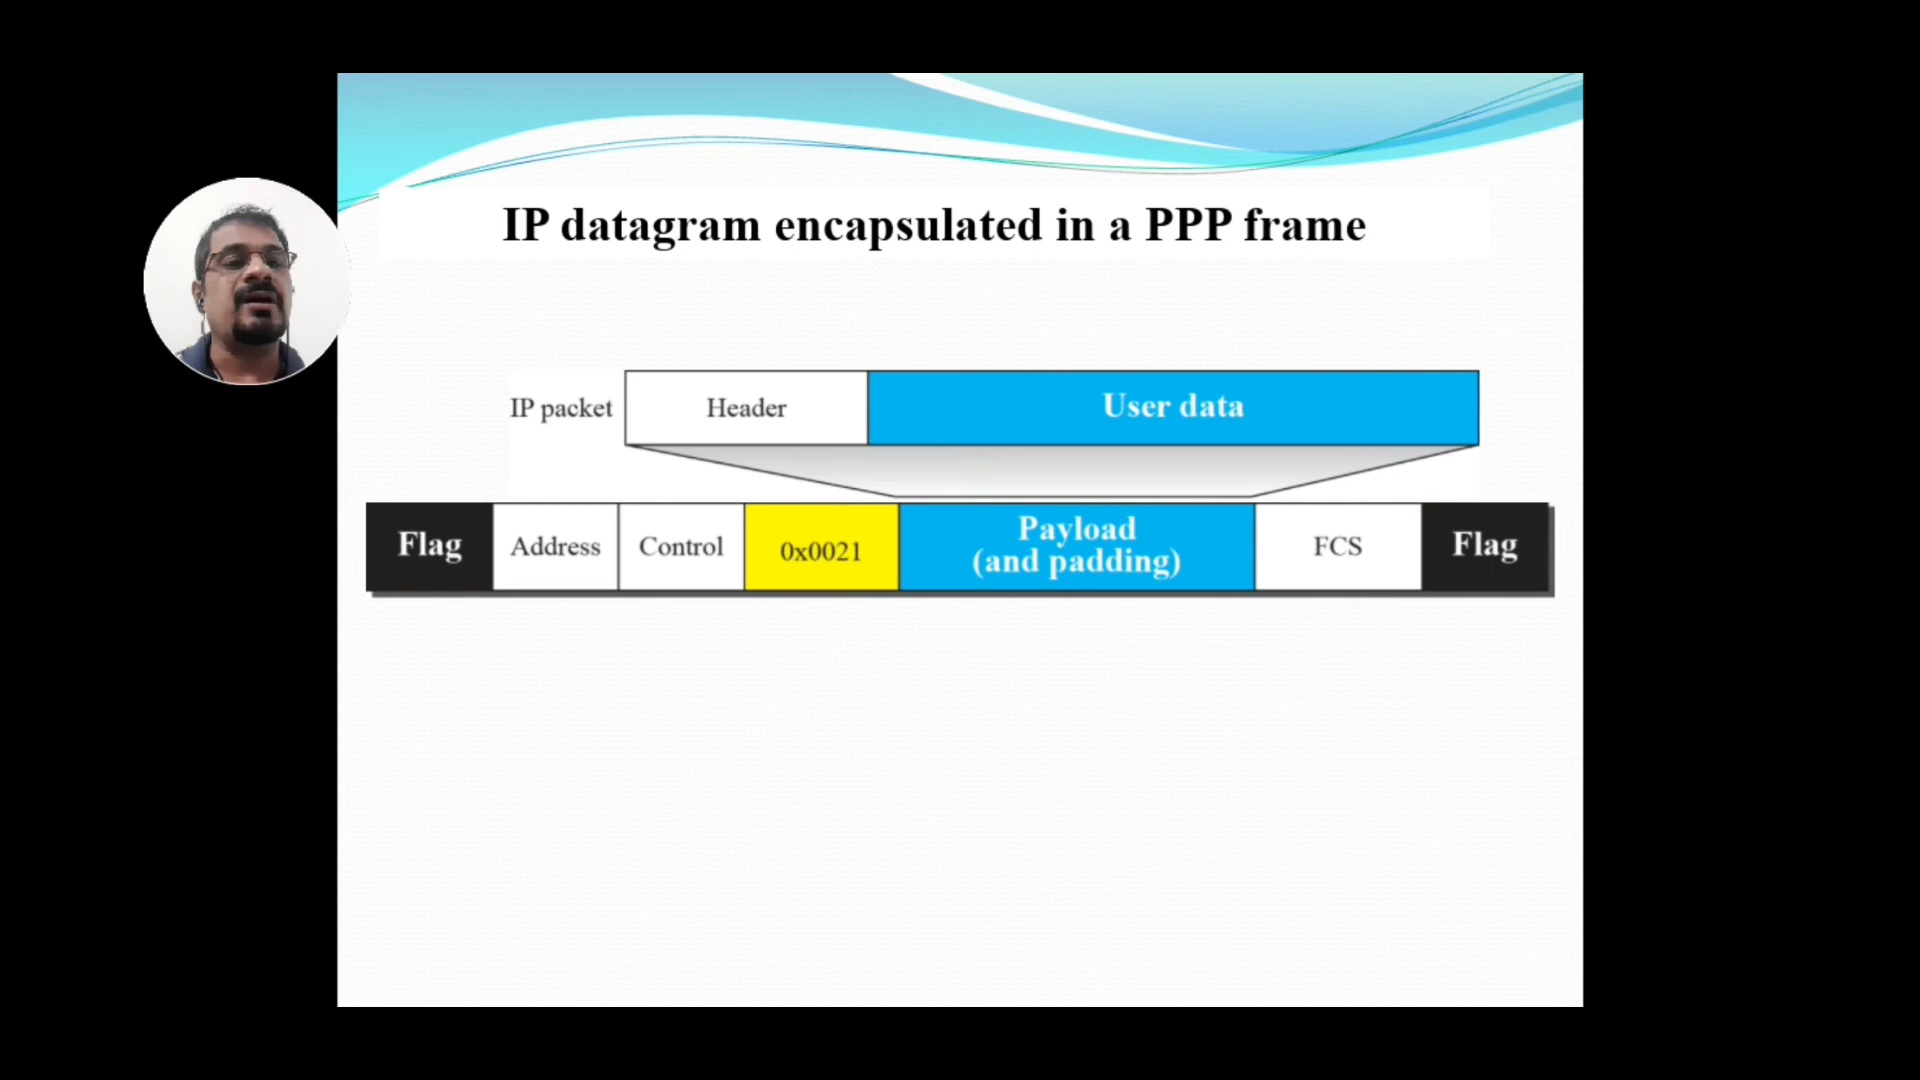 IP datagram encapsulated in a PPP frame
IP packet
Header
User data
Flag
Address
Control
0x0021
Payload
(and padding)
FCS
Flag